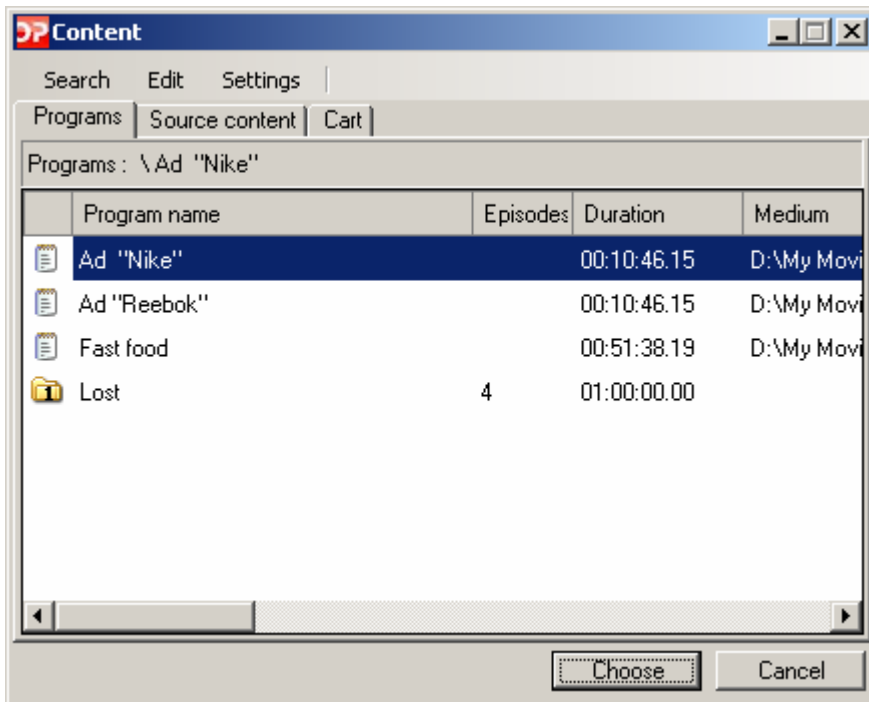 DP Content
Search Edit Settings
Programs Source content Cart
Programs : \ Ad "Nike"
Program name Episodes Duration Medium
Ad "Nike" 00:10:46.15 D:\My Movi
Ad "Reebok" 00:10:46.15 D:\My Movi
Fast food 00:51:38.19 D:\My Movi
1 Lost 4 01:00:00.00
Choose Cancel